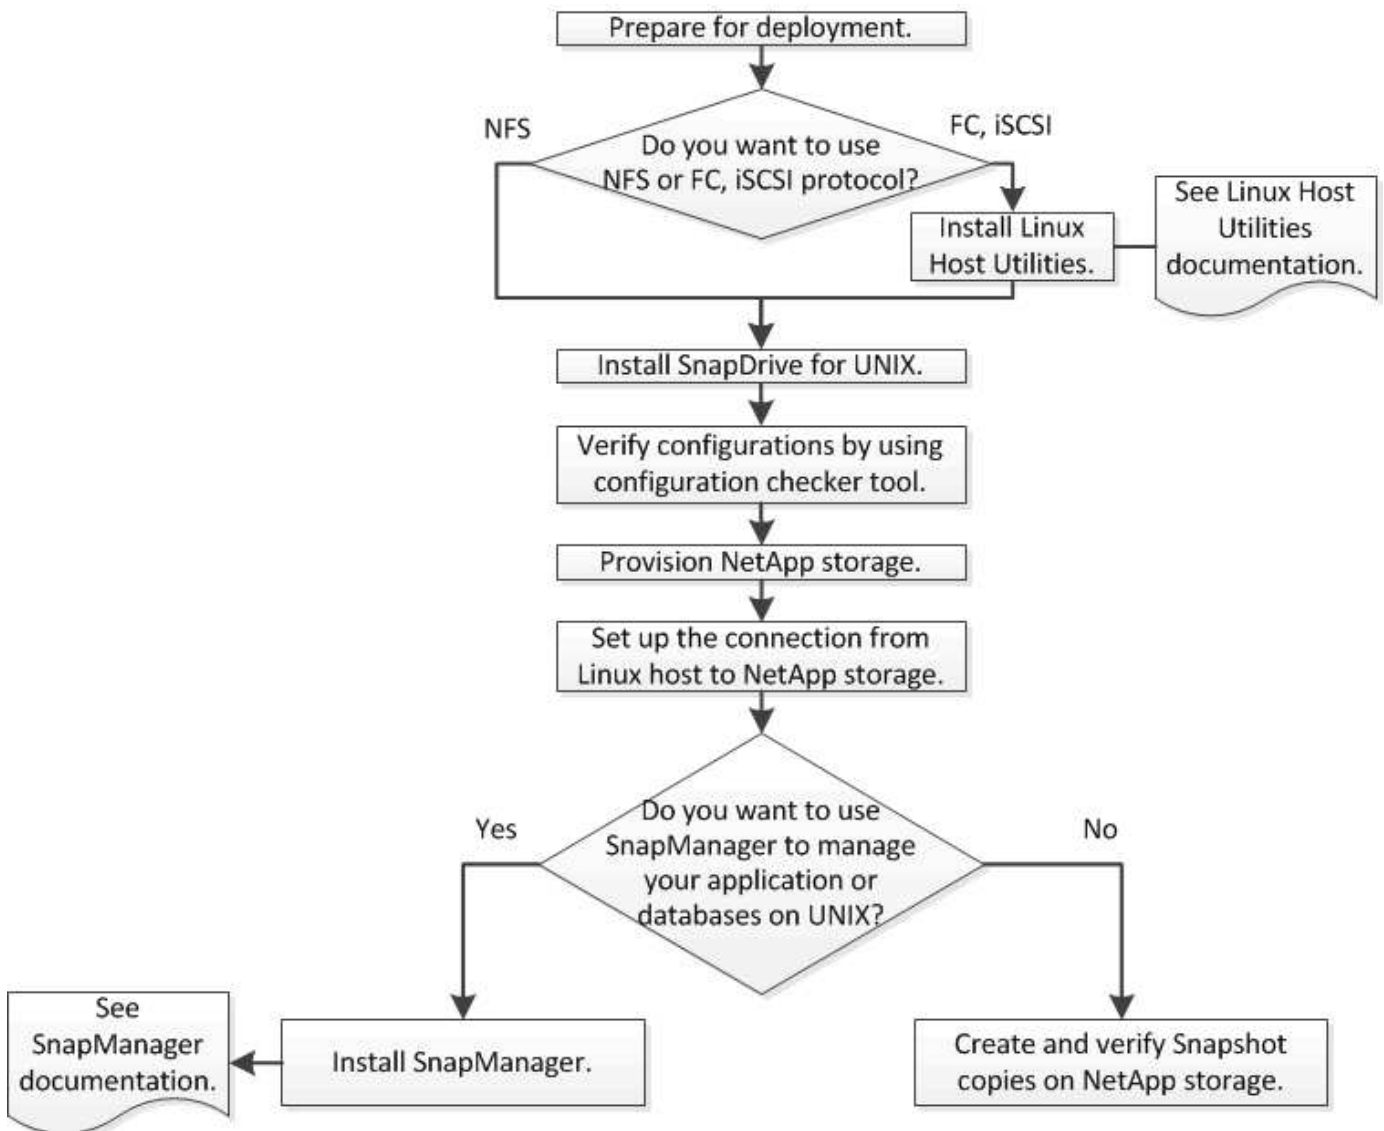 Prepare for deployment.
NFS
FC, iSCSI
Do you want to use
NFS or FC, iSCSI protocol?
See Linux Host
Utilities
documentation.
Install Linux
Host Utilities.
Install SnapDrive for UNIX.
Verify configurations by using
configuration checker tool.
Provision NetApp storage.
Set up the connection from
Linux host to NetApp storage.
Do you want to use
SnapManager to manage
your application or
databases on UNIX?
Yes
No
See
SnapManager
documentation.
Install SnapManager.
Create and verify Snapshot
copies on NetApp storage.